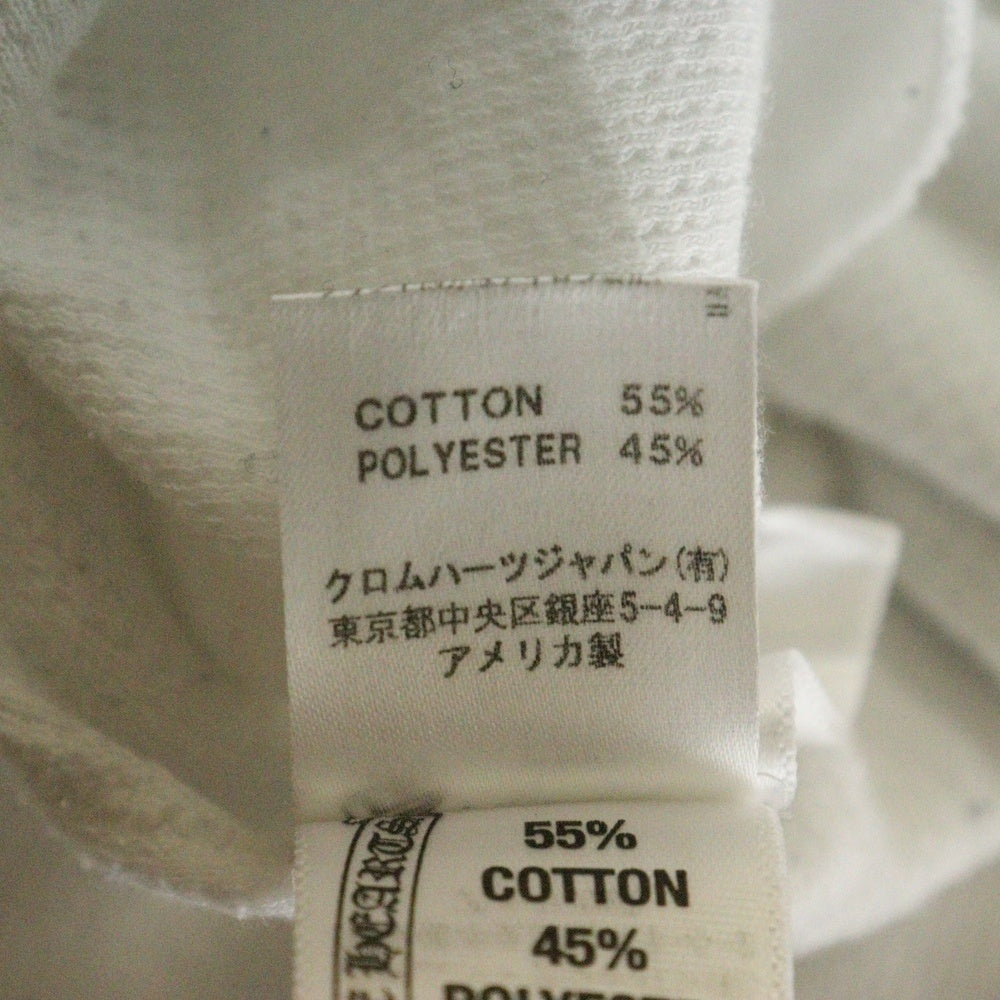 COTTON 55%
POLYESTER 45%
クロムハーツジャパン(有)
東京都中央区銀座5-4-9
アメリカ製
HEARTS
55%
COTTON
45%